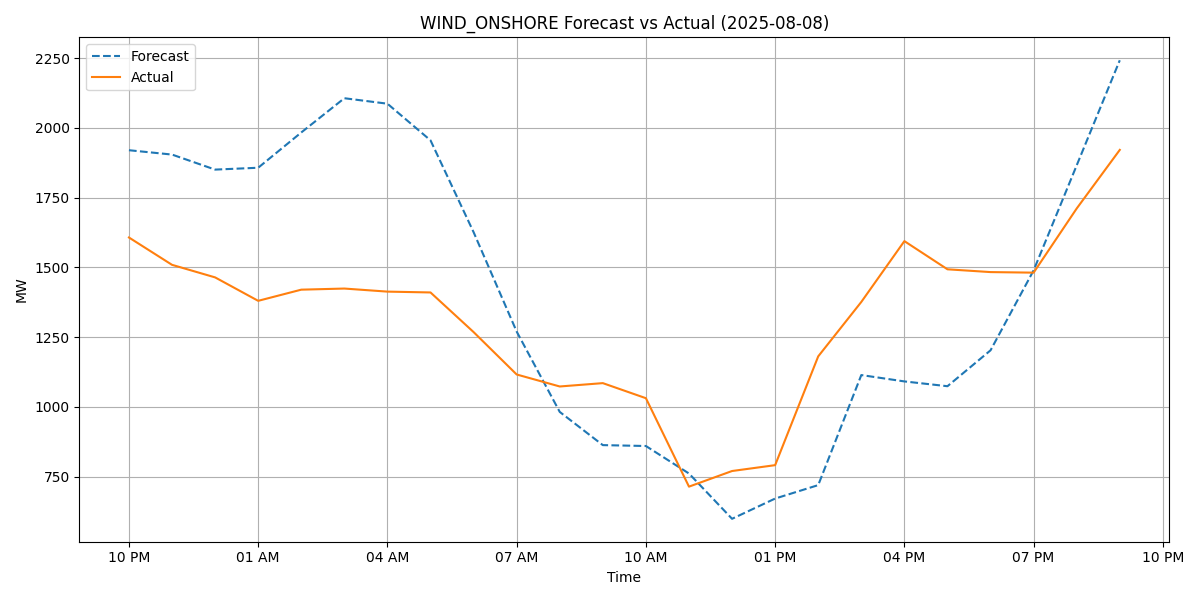 WIND_ONSHORE Forecast vs Actual (2025-08-08)
Forecast
Actual
2250
2000
1750
1500
1250
1000
750
MW
10 PM 01 AM 04 AM 07 AM 10 AM 01 PM 04 PM 07 PM 10 PM
Time